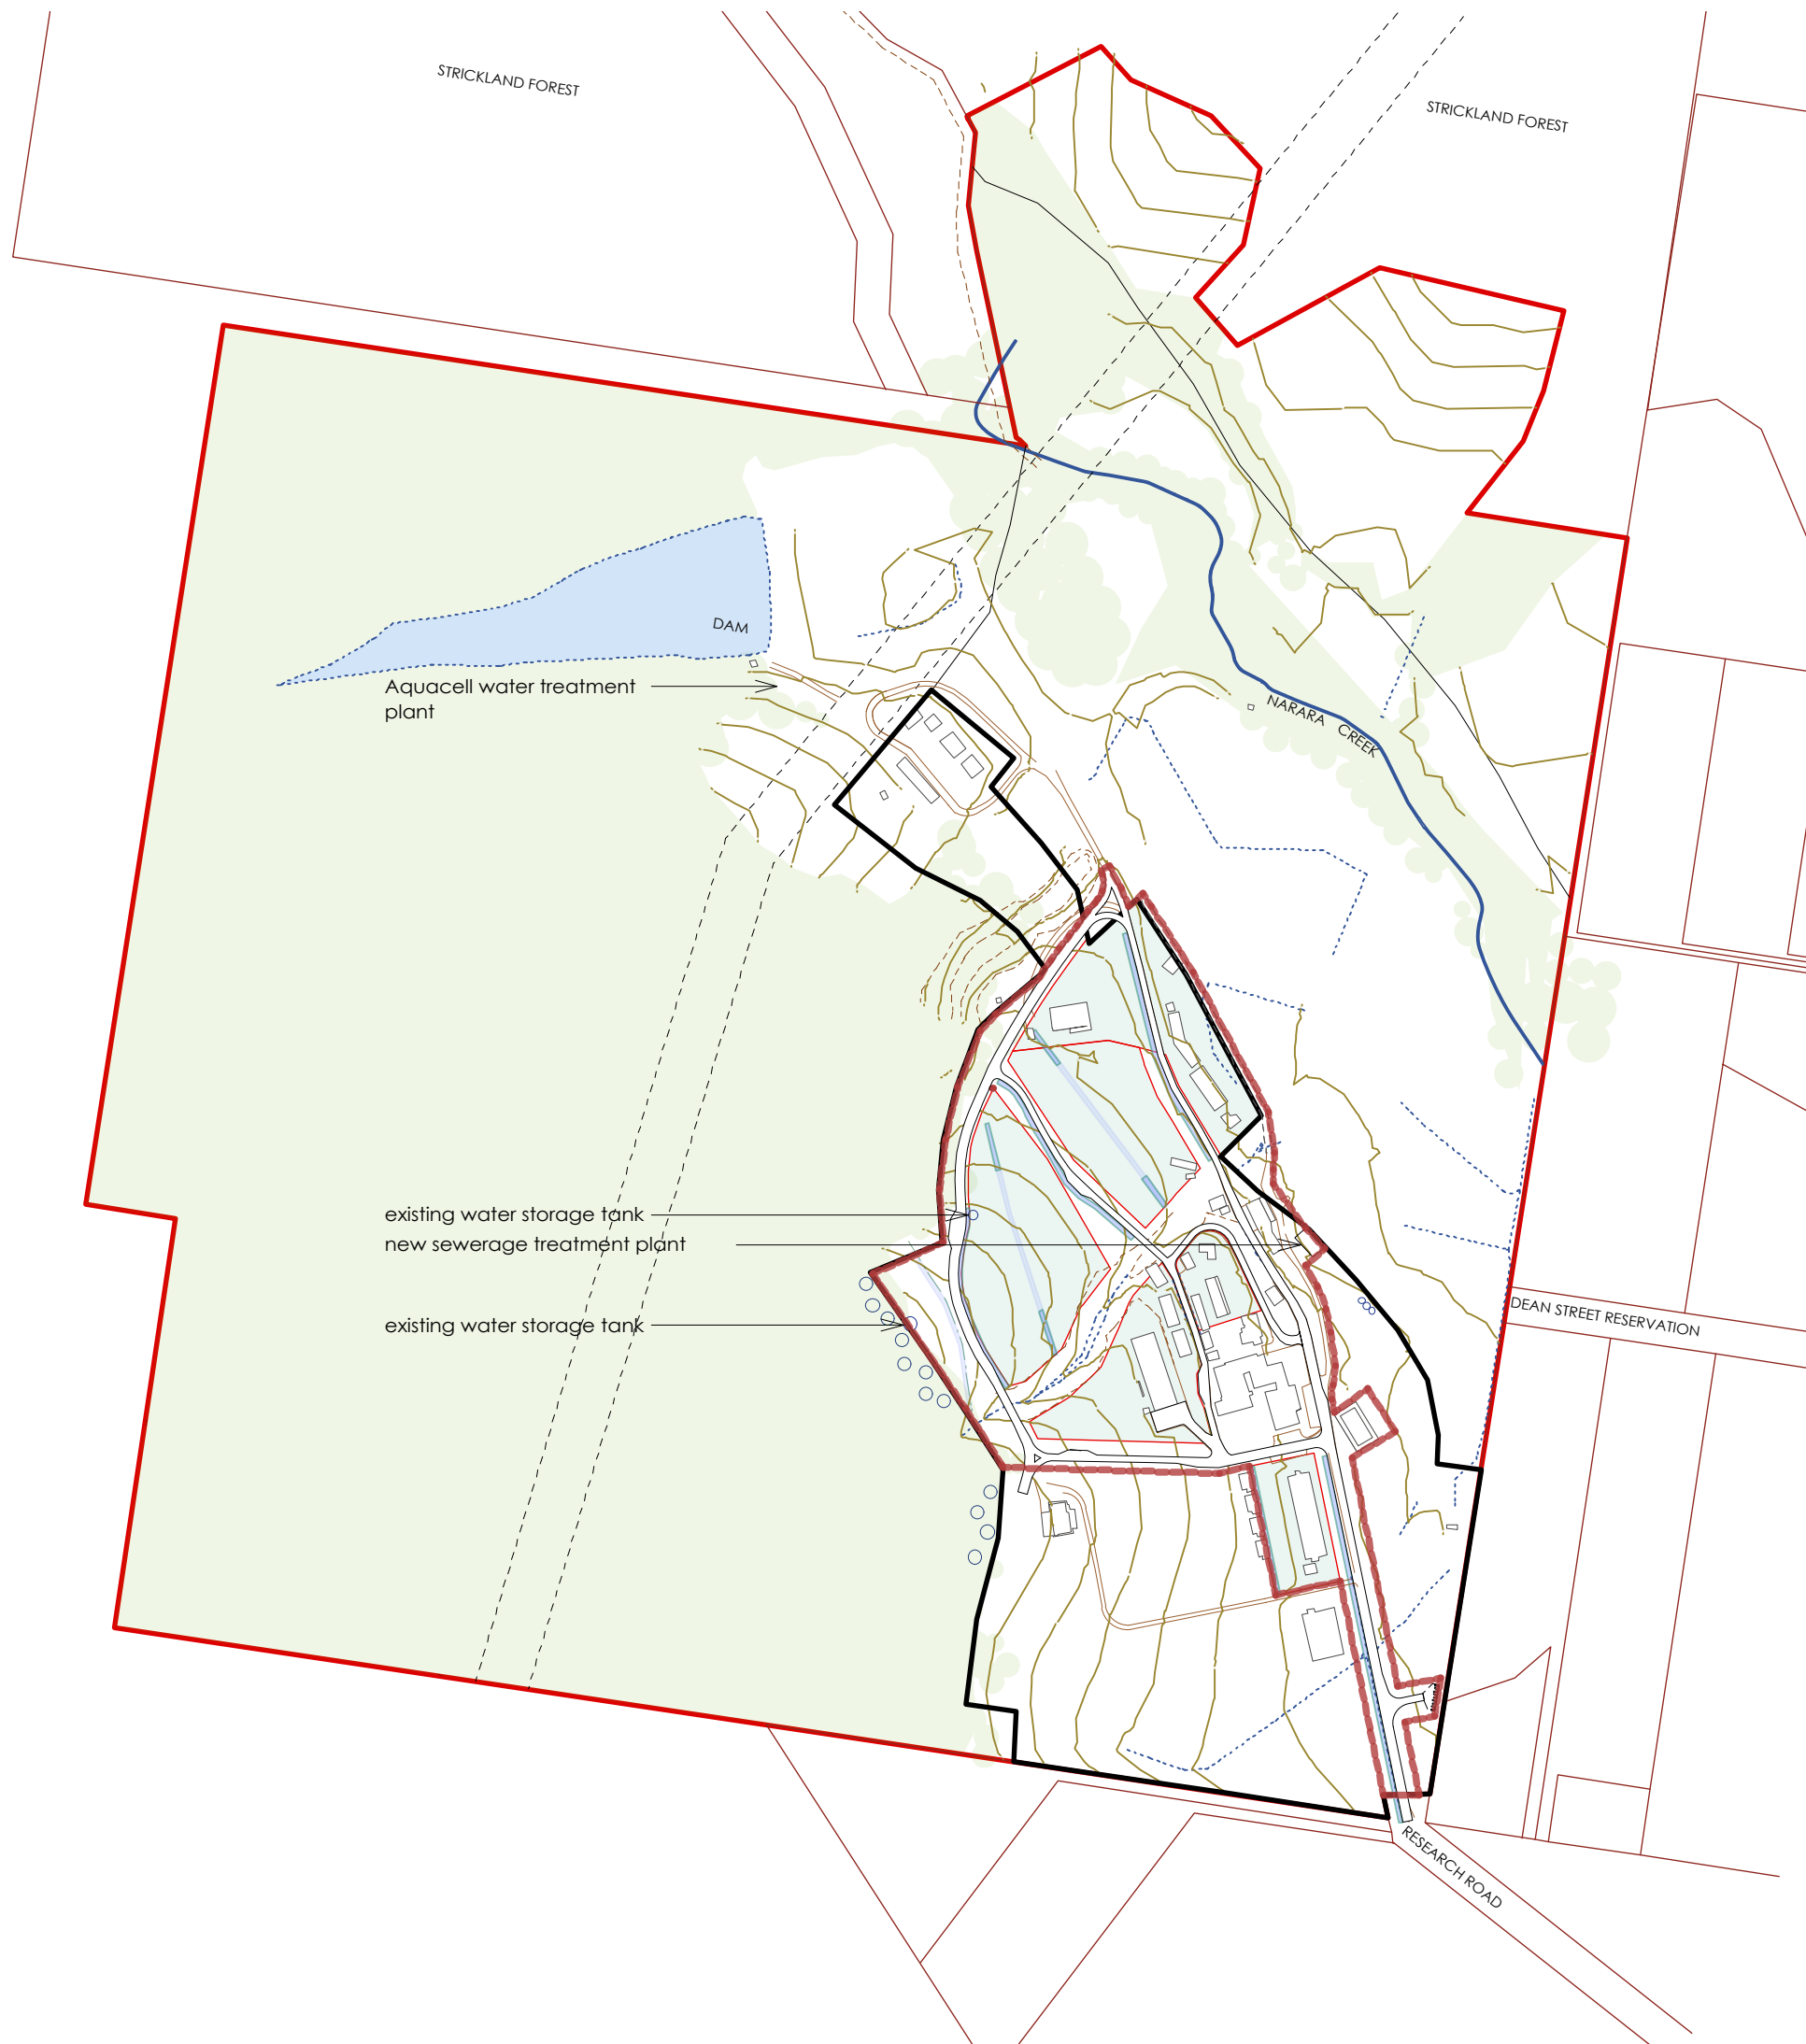 STRICKLAND FOREST
STRICKLAND FOREST
DAM
Aquacell water treatment
plant
NARARA CREEK
existing water storage tank
new sewerage treatment plant
existing water storage tank
DEAN STREET RESERVATION
RESEARCH ROAD